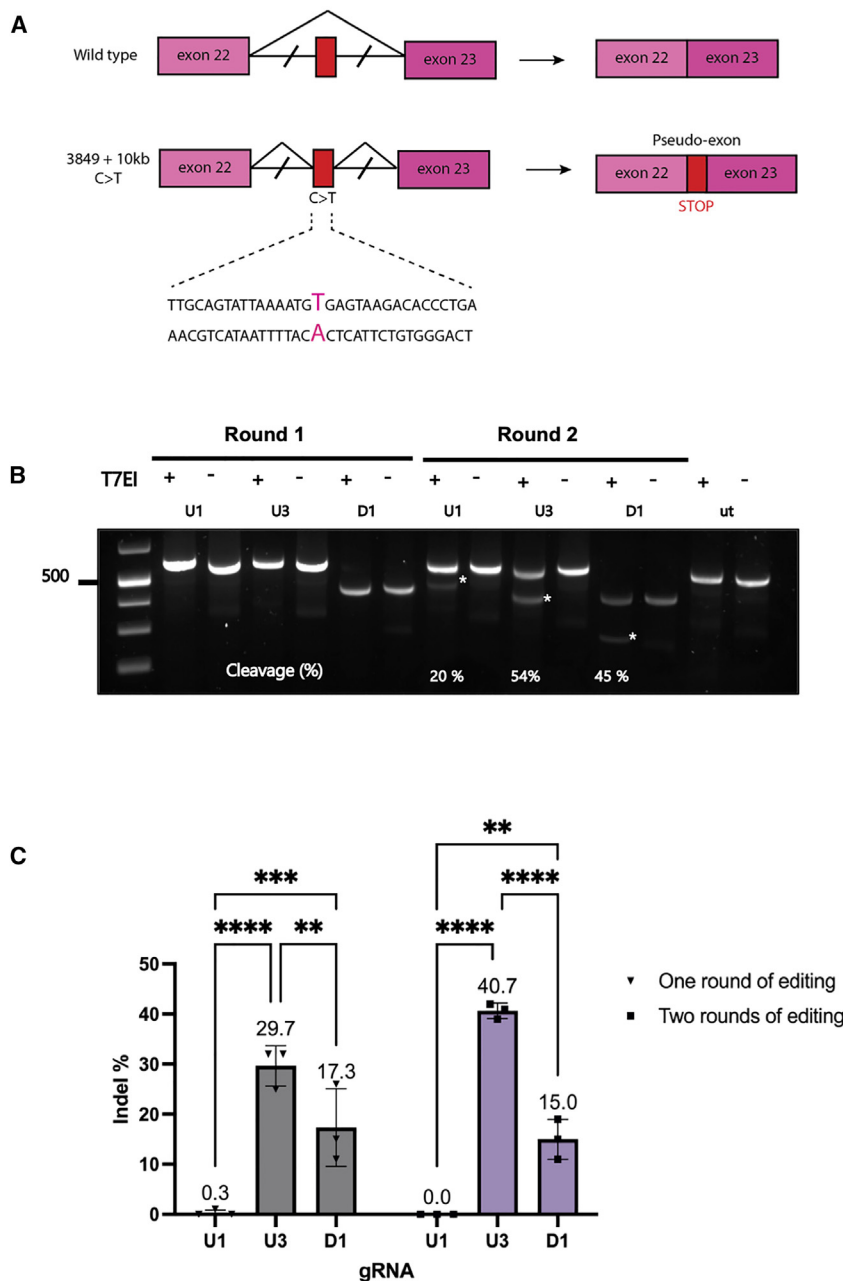 A
Wild type
exon 22
exon 23
exon 22
exon 23
3849 + 10kb
C>T
exon 22
exon 23
C>T
Pseudo-exon
exon 22
exon 23
STOP
TTGCAGTATTAAAATGTGAGTAAGACACCCTGA
AACGTCATAATTTTACACTCATTCTGTGGGACT
B
Round 1
Round 2
T7EI
+ - + - + - + - + - + - + -
U1 U3 D1 U1 U3 D1 ut
500
* * *
Cleavage (%) 20 % 54% 45 %
C
** 
*** ****
**** ** ****
50
40
30
20
10
0
Indel %
0.3
29.7
17.3
0.0
40.7
15.0
U1 U3 D1 U1 U3 D1
gRNA
One round of editing
Two rounds of editing